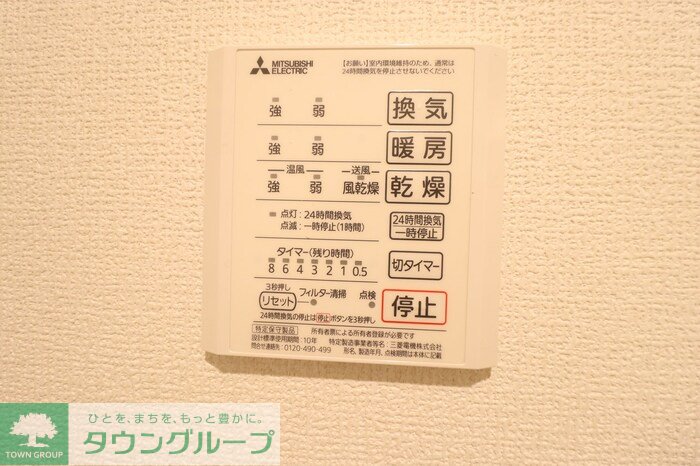 MITSUBISHI
ELECTRIC
【お願い】室内環境維持のため、通常は
24時間換気を停止させないでください
強 弱 換気
強 弱 暖房
温風 送風
強 弱 風乾燥 乾燥
点灯：24時間換気
点滅：一時停止(1時間)
24時間換気
一時停止
タイマー(残り時間)
8 6 4 3 2 1 0.5
切タイマー
3秒押し
リセット フィルター清掃 点検
停止
24時間換気の停止は停止ボタンを3秒押し
特定保守製品 所有者票による所有者登録が必要です
設計標準使用期間：10年 特定製造事業者等名：三菱電機株式会社
問合せ連絡先：0120-490-499 形名、製造年月、点検期間は本体に記載
ひとを、まちを、もっと豊かに。
タウングループ
TOWN GROUP